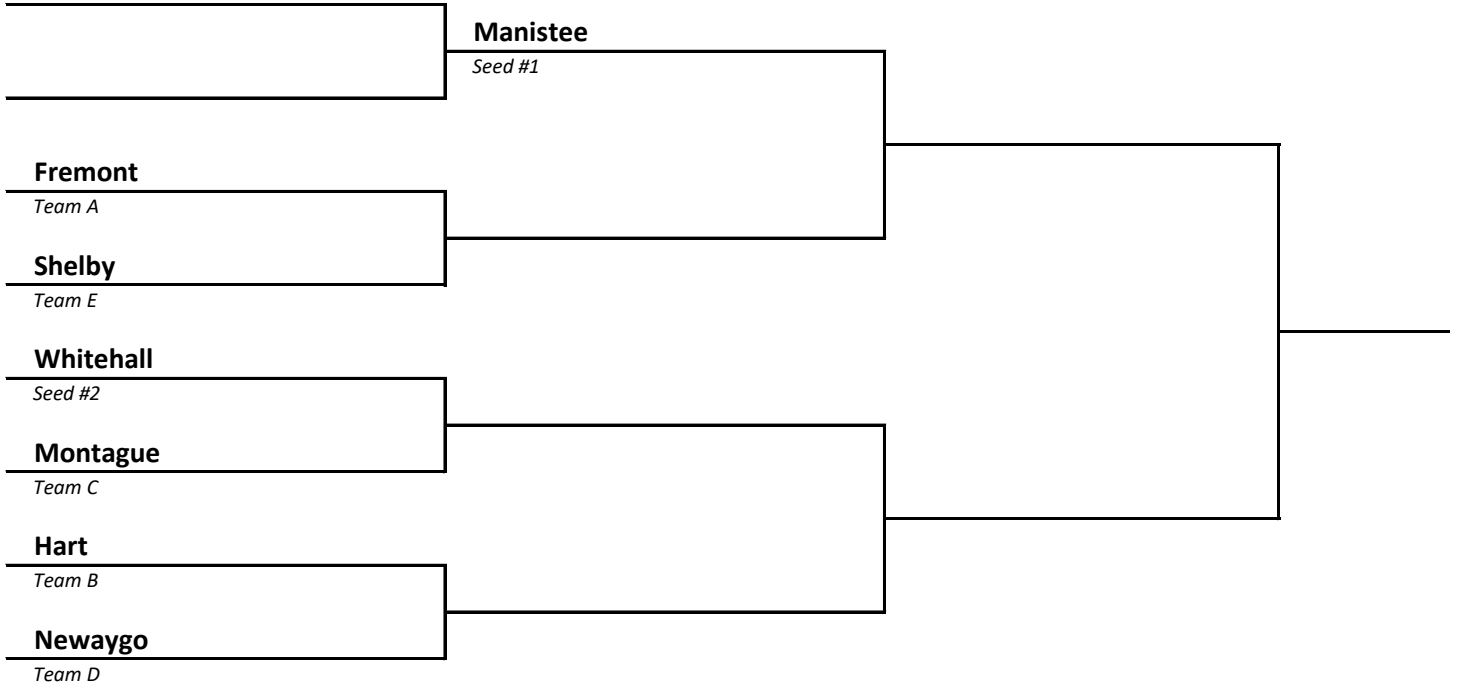 Manistee
Seed #1
Fremont
Team A
Shelby
Team E
Whitehall
Seed #2
Montague
Team C
Hart
Team B
Newaygo
Team D